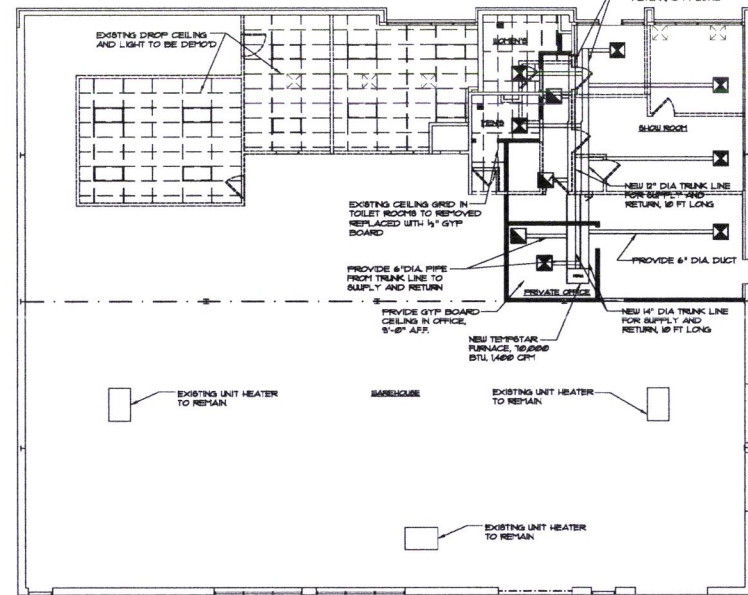 EXISTING DROP CEILING
AND LIGHT TO BE DEMO'D
WOMEN'S
MEN'S
SHOW ROOM
NEW 12" DIA TRUNK LINE
FOR SUPPLY AND
RETURN, 10 FT LONG
EXISTING CEILING GRID IN
TOILET ROOMS TO REMOVED
REPLACED WITH ½" GYP
BOARD
PROVIDE 6" DIA. DUCT
PROVIDE 6" DIA. PIPE
FROM TRUNK LINE TO
SUUPLY AND RETURN
PRIVATE OFFICE
PRVIDE GYP BOARD
CEILING IN OFFICE,
9'-0" A.F.F.
NEW 14" DIA TRUNK LINE
FOR SUPPLY AND
RETURN, 10 FT LONG
NEW TEMPSTAR
FURNACE, 70,000
BTU, 1,400 CFM
EXISTING UNIT HEATER
TO REMAIN
WAREHOUSE
EXISTING UNIT HEATER
TO REMAIN
EXISTING UNIT HEATER
TO REMAIN